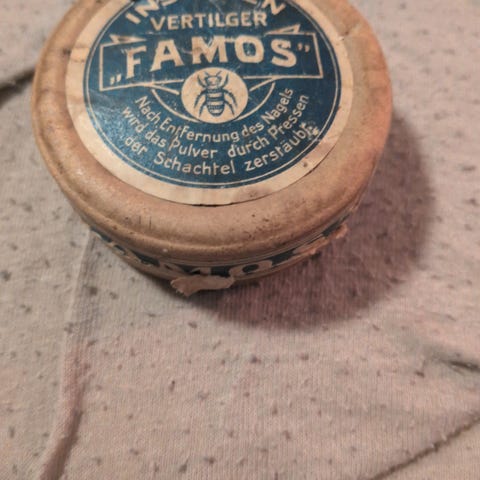 VERTILGER
„FAMOS"
Nach Entfernung des Nagels
wird das Pulver durch Pressen
der Schachtel zerstäubt